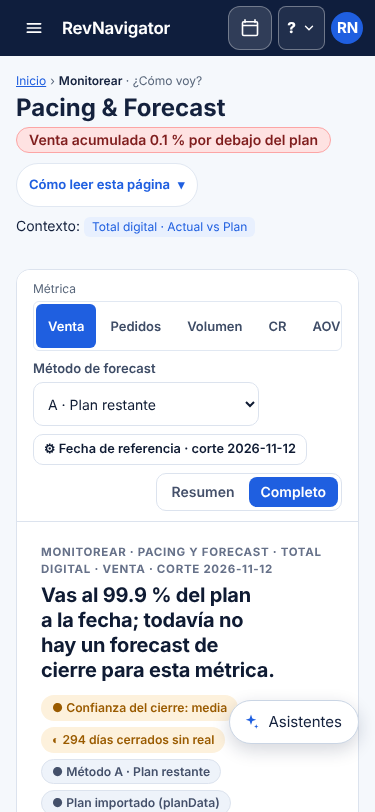 RevNavigator ? RN
Inicio › Monitorear · ¿Cómo voy?
Pacing & Forecast
Venta acumulada 0.1 % por debajo del plan
Cómo leer esta página ▾
Contexto: Total digital · Actual vs Plan
Métrica
Venta Pedidos Volumen CR AOV
Método de forecast
A · Plan restante
⚙ Fecha de referencia · corte 2026-11-12
Resumen Completo
MONITOREAR · PACING Y FORECAST · TOTAL
DIGITAL · VENTA · CORTE 2026-11-12
Vas al 99.9 % del plan
a la fecha; todavía no
hay un forecast de
cierre para esta métrica.
● Confianza del cierre: media
294 días cerrados sin real
Asistentes
● Método A · Plan restante
● Plan importado (planData)